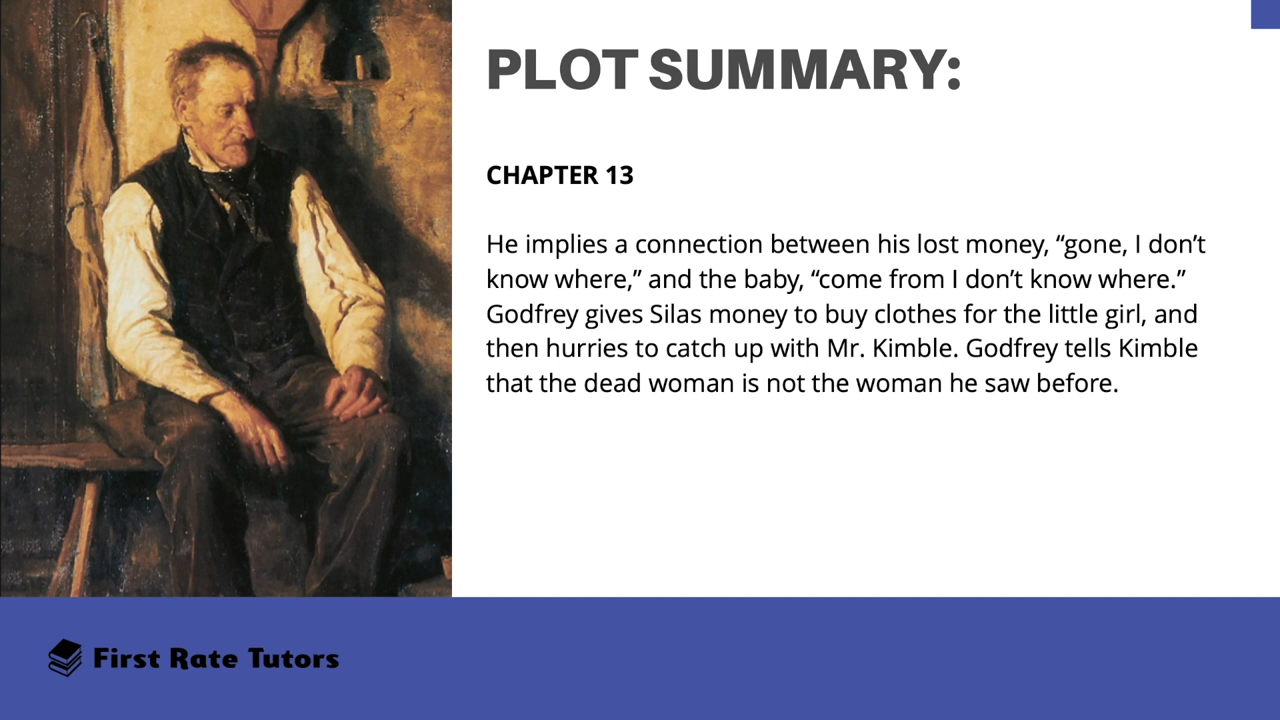 PLOT SUMMARY:
CHAPTER 13
He implies a connection between his lost money, “gone, I don’t
know where,” and the baby, “come from I don’t know where.”
Godfrey gives Silas money to buy clothes for the little girl, and
then hurries to catch up with Mr. Kimble. Godfrey tells Kimble
that the dead woman is not the woman he saw before.
First Rate Tutors